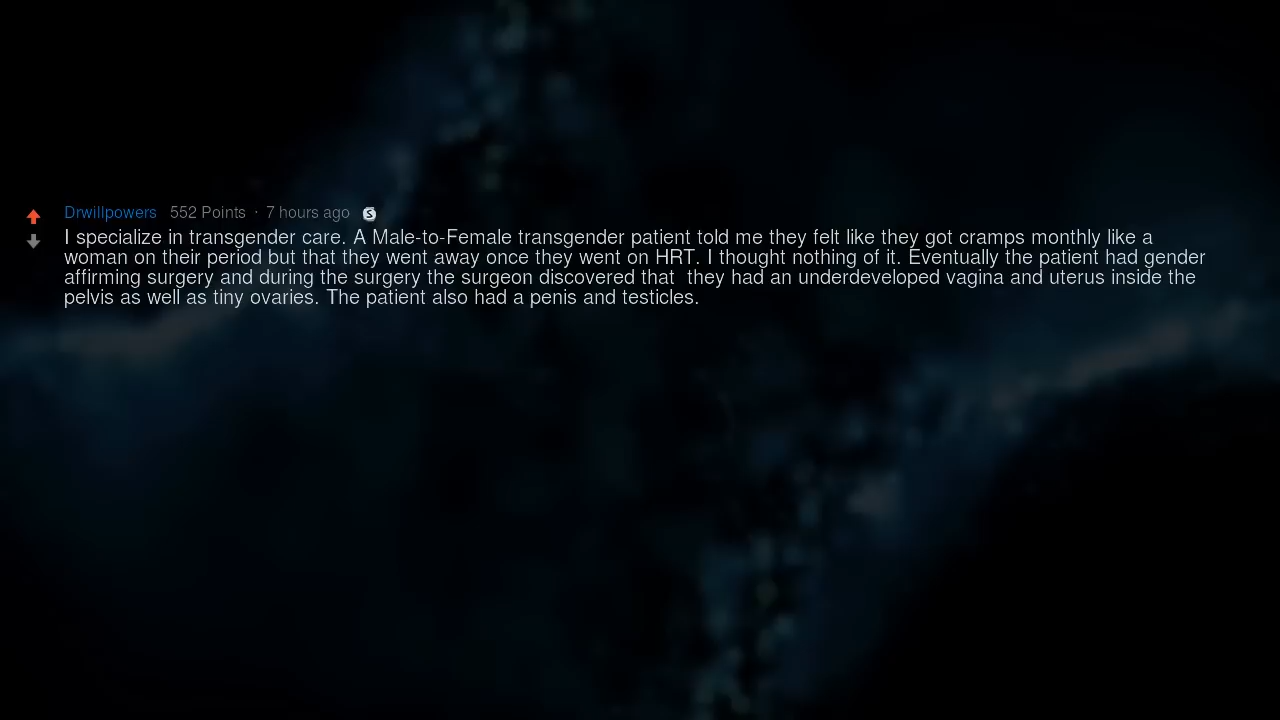 Drwillpowers 552 Points · 7 hours ago S
I specialize in transgender care. A Male-to-Female transgender patient told me they felt like they got cramps monthly like a
woman on their period but that they went away once they went on HRT. I thought nothing of it. Eventually the patient had gender
affirming surgery and during the surgery the surgeon discovered that  they had an underdeveloped vagina and uterus inside the
pelvis as well as tiny ovaries. The patient also had a penis and testicles.